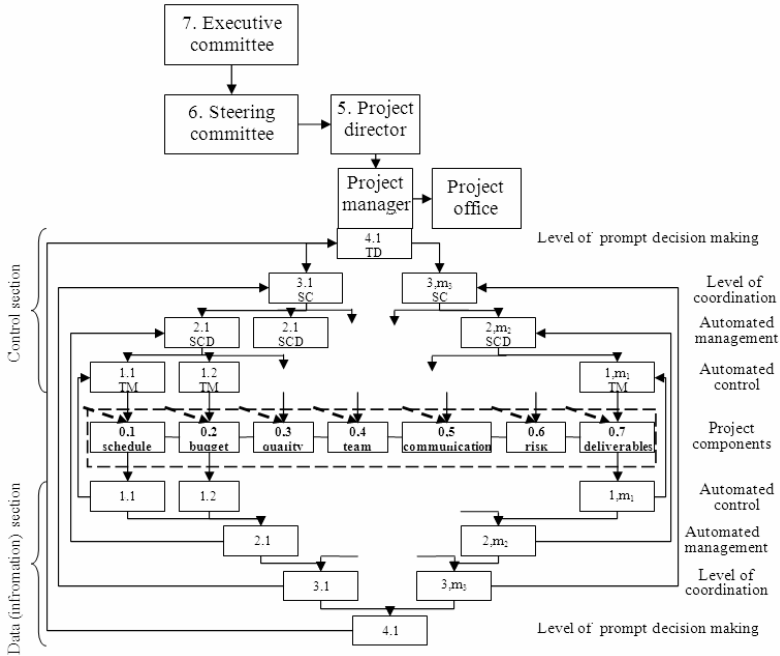 7. Executive
committee
6. Steering
committee
5. Project
director
Project
manager
Project
office
4.1
TD
Level of prompt decision making
3.1
SC
3,m₃
SC
Level of
coordination
2.1
SCD
2.1
SCD
2,m₂
SCD
Automated
management
1.1
TM
1.2
TM
1,m₁
TM
Automated
control
Control section
0.1
schedule
0.2
budget
0.3
quality
0.4
team
0.5
communication
0.6
risk
0.7
deliverables
Project
components
1.1
1.2
1,m₁
Automated
control
2.1
2,m₂
Automated
management
3.1
3,m₃
Level of
coordination
4.1
Level of prompt decision making
Data (infromation) section